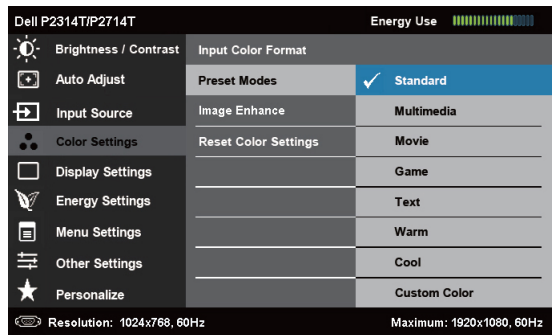 Dell P2314T/P2714T Energy Use
Brightness / Contrast Input Color Format
Auto Adjust Preset Modes Standard
Input Source Image Enhance Multimedia
Color Settings Reset Color Settings Movie
Display Settings Game
Energy Settings Text
Menu Settings Warm
Other Settings Cool
Personalize Custom Color
Resolution: 1024x768, 60Hz Maximum: 1920x1080, 60Hz